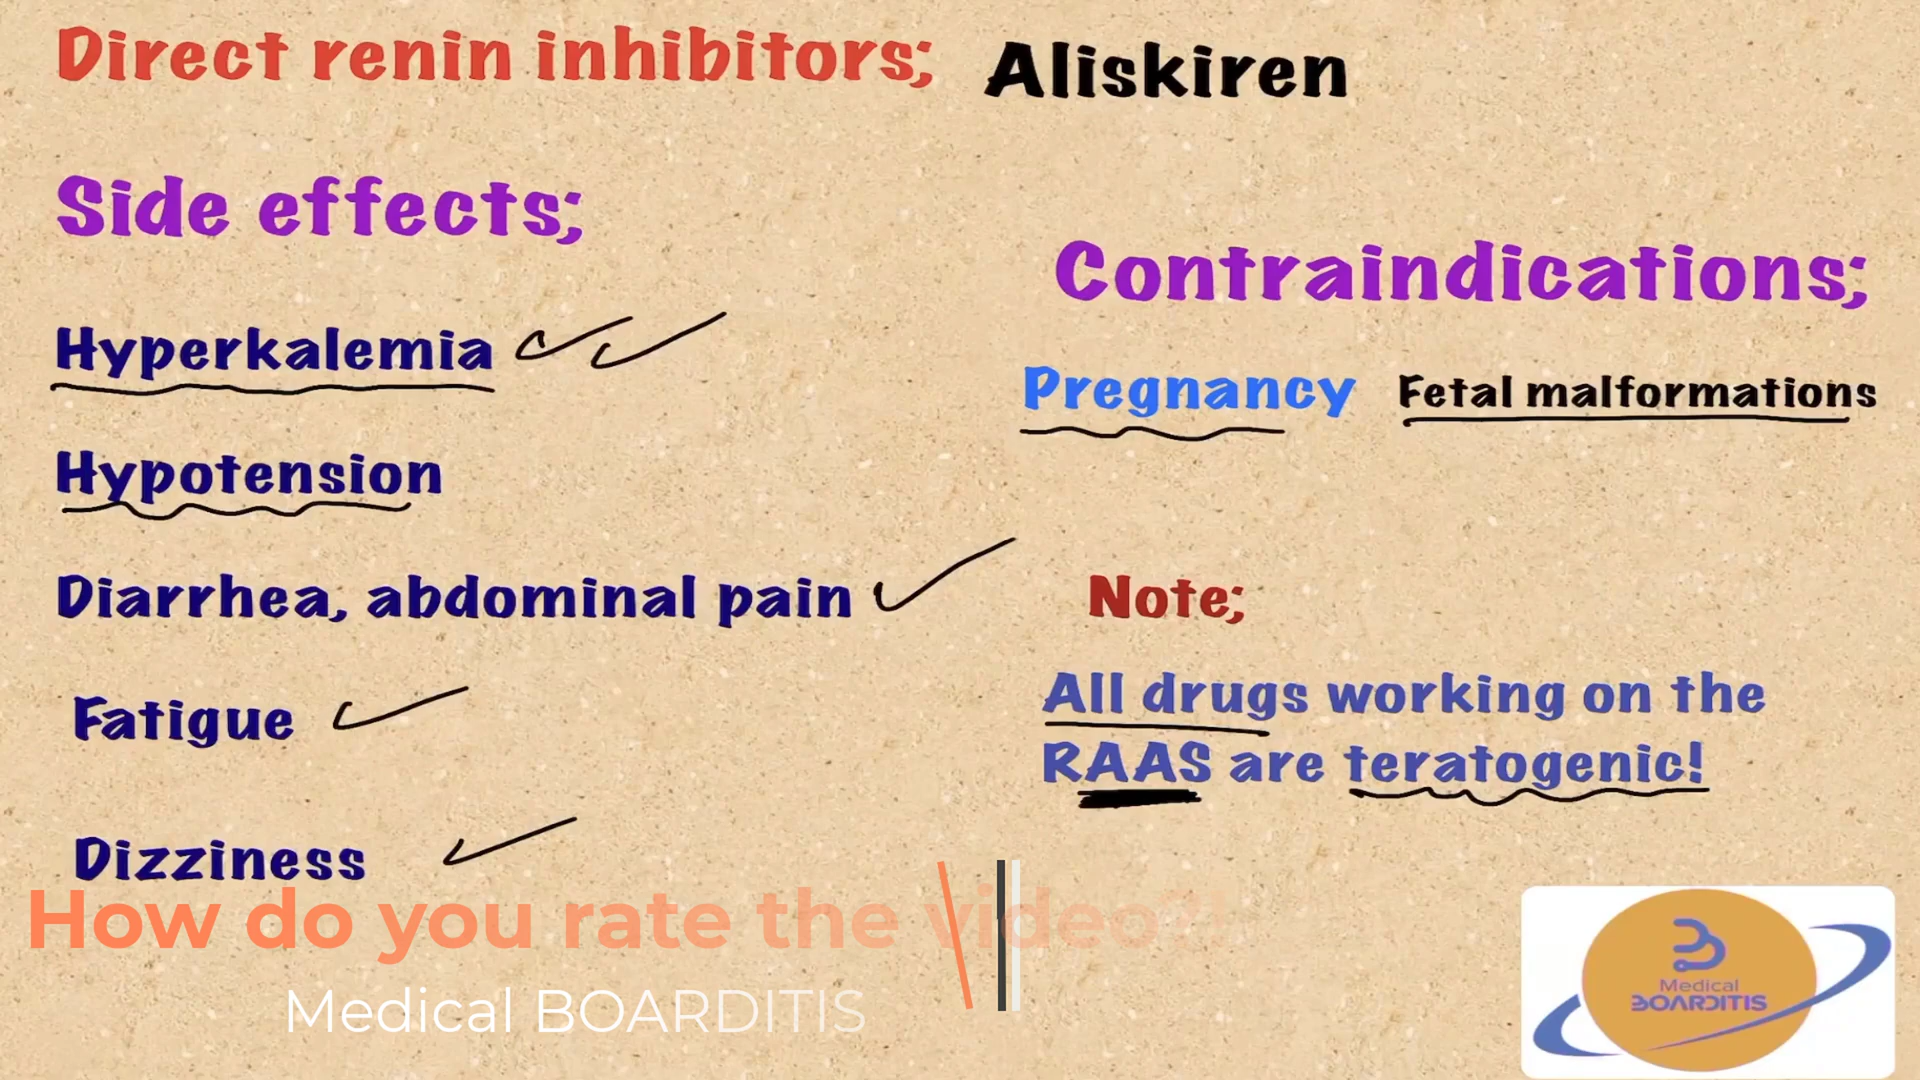 Direct renin inhibitors; Aliskiren
Side effects;
Hyperkalemia
Hypotension
Diarrhea, abdominal pain
Fatigue
Dizziness
Contraindications;
Pregnancy Fetal malformations
Note;
All drugs working on the
RAAS are teratogenic!
How do you rate the video?!
Medical BOARDITIS
Medical
BOARDITIS